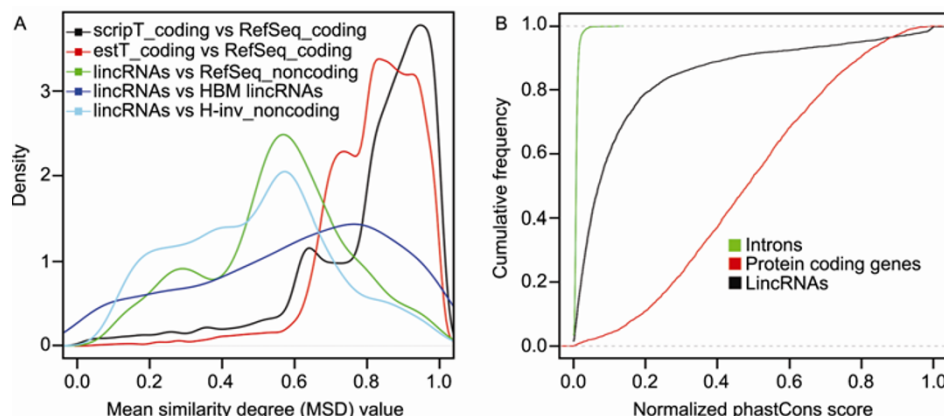 A
scripT_coding vs RefSeq_coding
estT_coding vs RefSeq_coding
lincRNAs vs RefSeq_noncoding
lincRNAs vs HBM lincRNAs
lincRNAs vs H-inv_noncoding
Density
3
2
1
0
0.0 0.2 0.4 0.6 0.8 1.0
Mean similarity degree (MSD) value
B
Cumulative frequency
1.0
0.8
0.6
0.4
0.2
0.0
Introns
Protein coding genes
LincRNAs
0.0 0.2 0.4 0.6 0.8 1.0
Normalized phastCons score